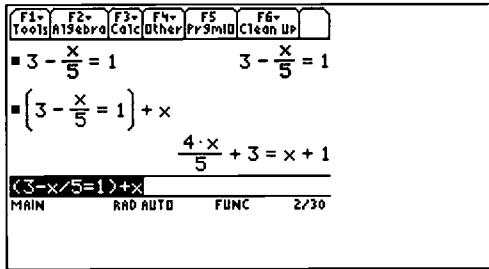 F1▾ Tools F2▾ Algebra F3▾ Calc F4▾ Other F5 PrgmIO F6▾ Clean Up
▪ 3 - x/5 = 1 3 - x/5 = 1
▪ (3 - x/5 = 1) + x
4·x/5 + 3 = x + 1
(3-x/5=1)+x
MAIN RAD AUTO FUNC 2/30